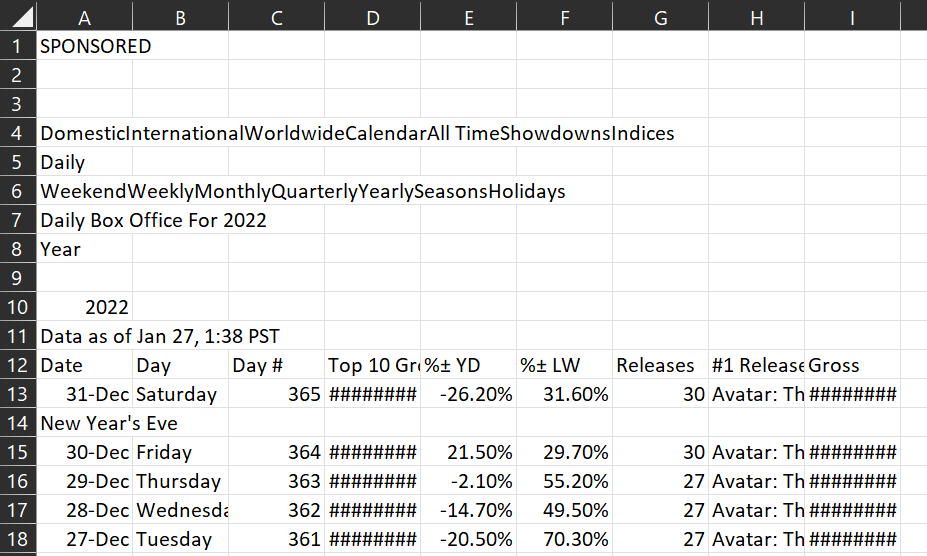 A B C D E F G H I
1 SPONSORED
2
3
4 DomesticInternationalWorldwideCalendarAll TimeShowdownsIndices
5 Daily
6 WeekendWeeklyMonthlyQuarterlyYearlySeasonsHolidays
7 Daily Box Office For 2022
8 Year
9
10 2022
11 Data as of Jan 27, 1:38 PST
12 Date Day Day # Top 10 Gr %± YD %± LW Releases #1 Release Gross
13 31-Dec Saturday 365 ######## -26.20% 31.60% 30 Avatar: Th ########
14 New Year's Eve
15 30-Dec Friday 364 ######## 21.50% 29.70% 30 Avatar: Th ########
16 29-Dec Thursday 363 ######## -2.10% 55.20% 27 Avatar: Th ########
17 28-Dec Wednesda 362 ######## -14.70% 49.50% 27 Avatar: Th ########
18 27-Dec Tuesday 361 ######## -20.50% 70.30% 27 Avatar: Th ########